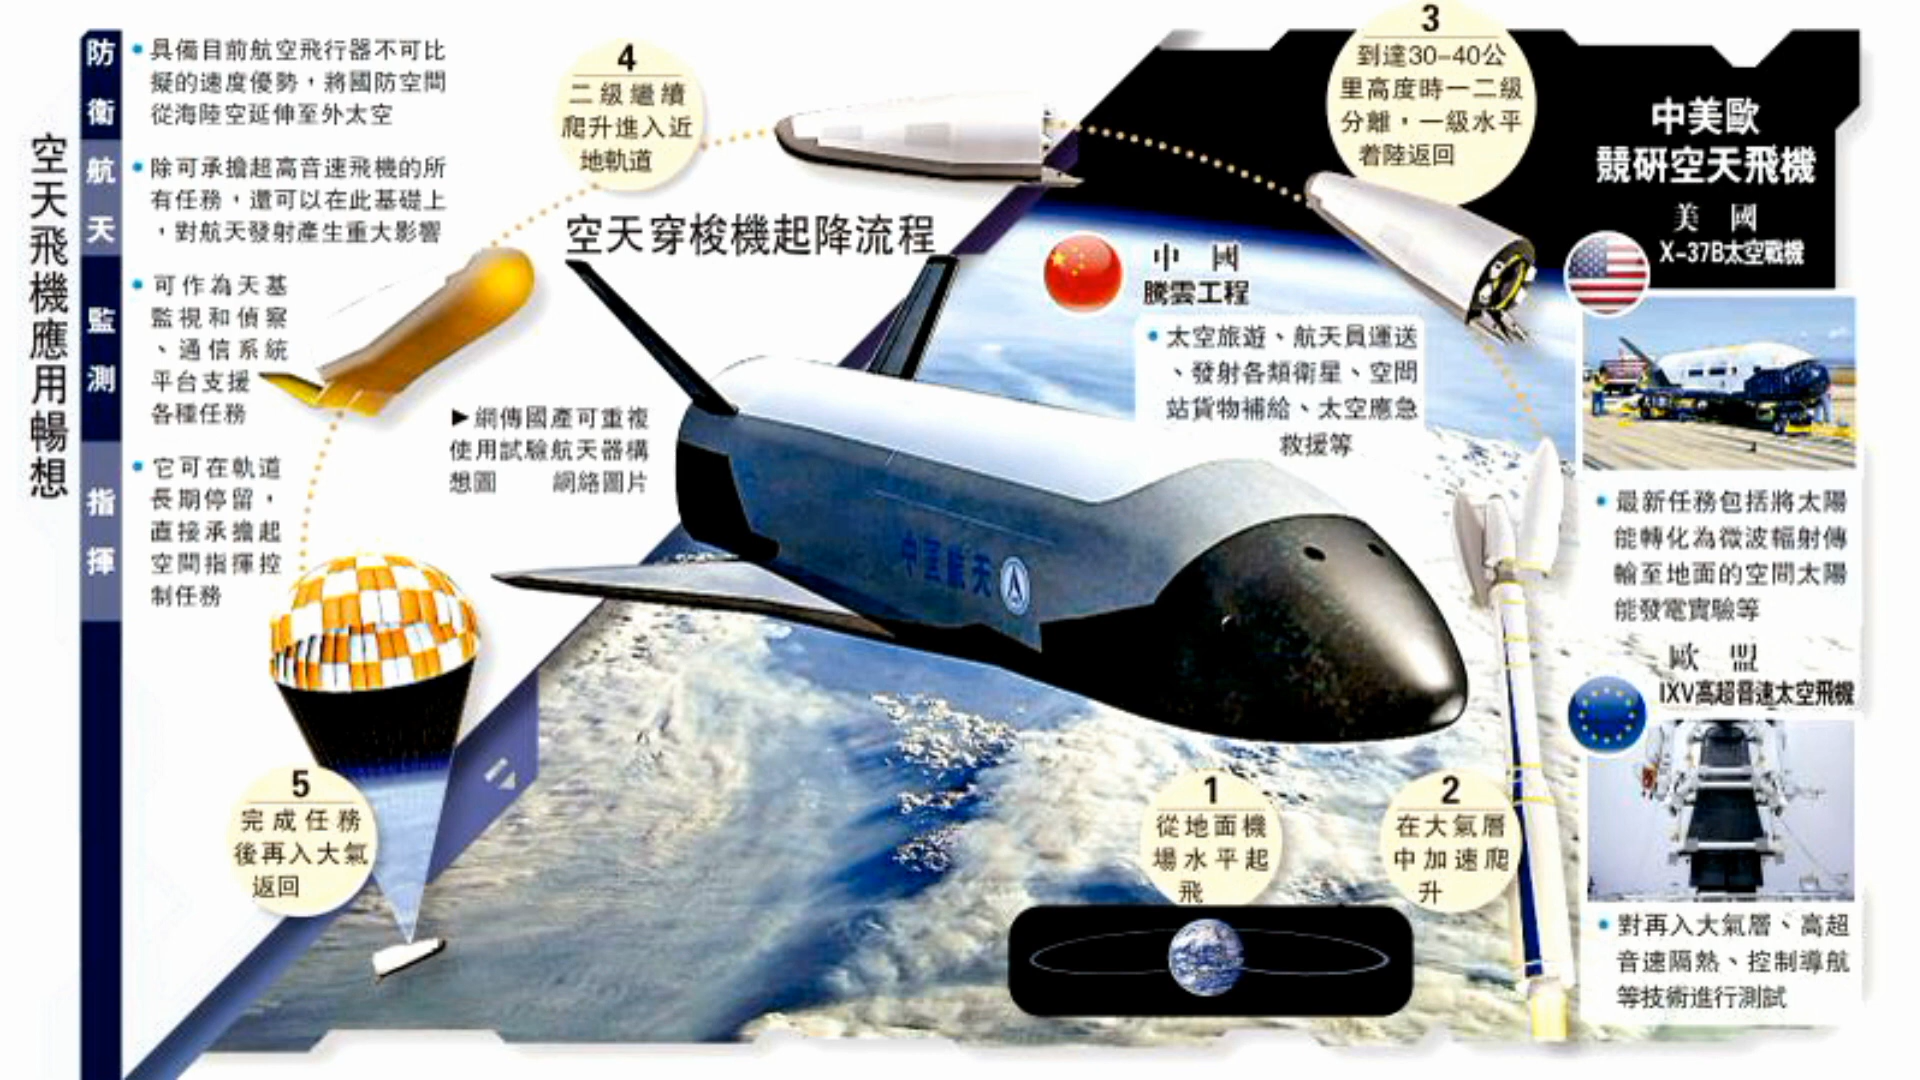 空天飛機應用暢想
防衛
具備目前航空飛行器不可比
擬的速度優勢，將國防空間
從海陸空延伸至外太空
航天
除可承擔超高音速飛機的所
有任務，還可以在此基礎上
，對航天發射產生重大影響
監測
可作為天基
監視和偵察
、通信系統
平台支援
各種任務
指揮
它可在軌道
長期停留，
直接承擔起
空間指揮控
制任務
空天穿梭機起降流程
▶網傳國產可重複
使用試驗航天器構
想圖 網絡圖片
1
從地面機
場水平起
飛
2
在大氣層
中加速爬
升
3
到達30-40公
里高度時一二級
分離，一級水平
着陸返回
4
二級繼續
爬升進入近
地軌道
5
完成任務
後再入大氣
返回
中美歐
競研空天飛機
中國
騰雲工程
太空旅遊、航天員運送
、發射各類衛星、空間
站貨物補給、太空應急
救援等
美國
X-37B太空戰機
最新任務包括將太陽
能轉化為微波輻射傳
輸至地面的空間太陽
能發電實驗等
歐盟
IXV高超音速太空飛機
對再入大氣層、高超
音速隔熱、控制導航
等技術進行測試